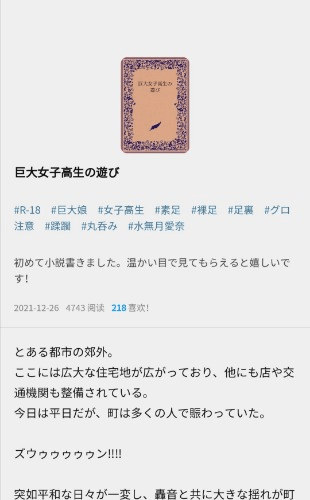 巨大女子高生の
遊び
巨大女子高生の遊び
#R-18 #巨大娘 #女子高生 #素足 #裸足 #足裏 #グロ
注意 #蹂躙 #丸呑み #水無月愛奈
初めて小説書きました。温かい目で見てもらえると嬉しいで
す!
2021-12-26 4743 阅读 218 喜欢！
とある都市の郊外。
ここには広大な住宅地が広がっており、他にも店や交
通機関も整備されている。
今日は平日だが、町は多くの人で賑わっていた。
ズウゥゥゥゥゥン!!!!
突如平和な日々が一変し、轟音と共に大きな揺れが町